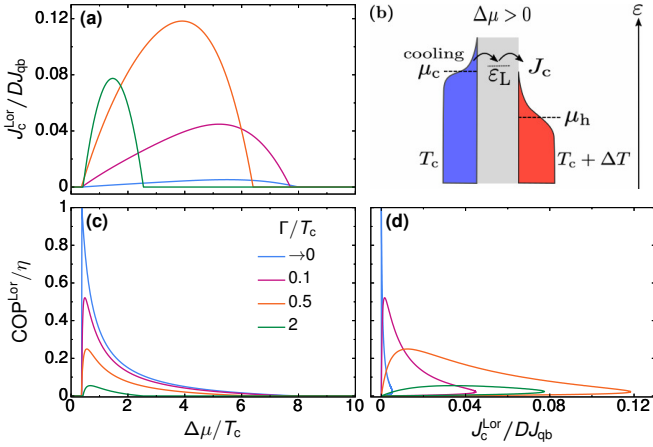 (a)
J_c^Lor / DJ_qb
0.12
0.08
0.04
0
(b)
Δμ > 0
ε
cooling
μ_c
ε_L
J_c
μ_h
T_c
T_c + ΔT
(c)
COP^Lor/η
1
0.8
0.6
0.4
0.2
0
Γ/T_c
→0
0.1
0.5
2
0 2 4 6 8 10
Δμ/T_c
(d)
0 0.04 0.08 0.12
J_c^Lor / DJ_qb